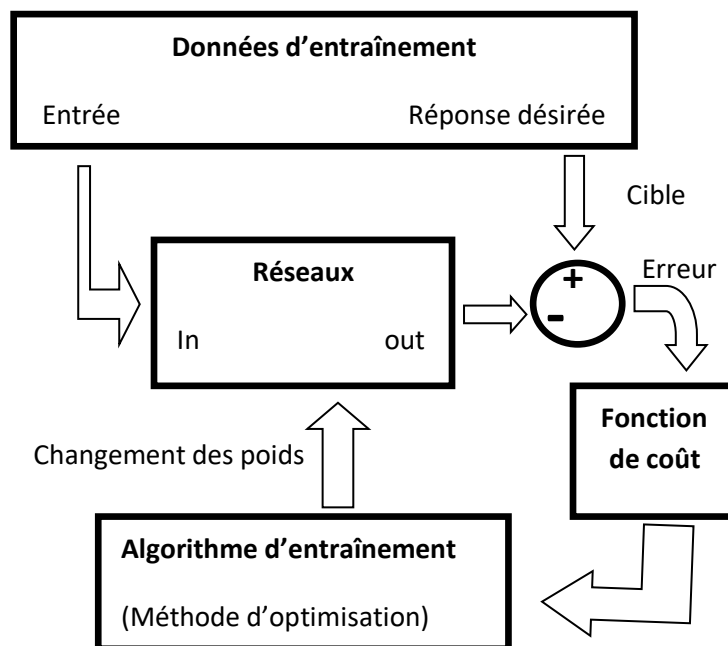 Données d’entraînement
Entrée Réponse désirée
Cible
Réseaux
In out
+
-
Erreur
Fonction
de coût
Changement des poids
Algorithme d’entraînement
(Méthode d’optimisation)